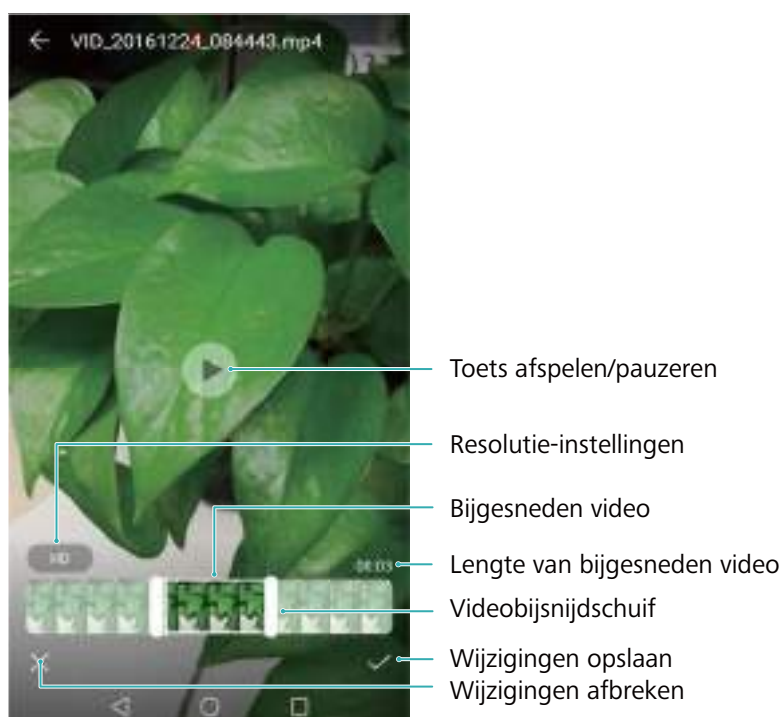 VID_20161224_084443.mp4
Toets afspelen/pauzeren
Resolutie-instellingen
Bijgesneden video
HD
00:03
Lengte van bijgesneden video
Videobijsnijdschuif
Wijzigingen opslaan
Wijzigingen afbreken